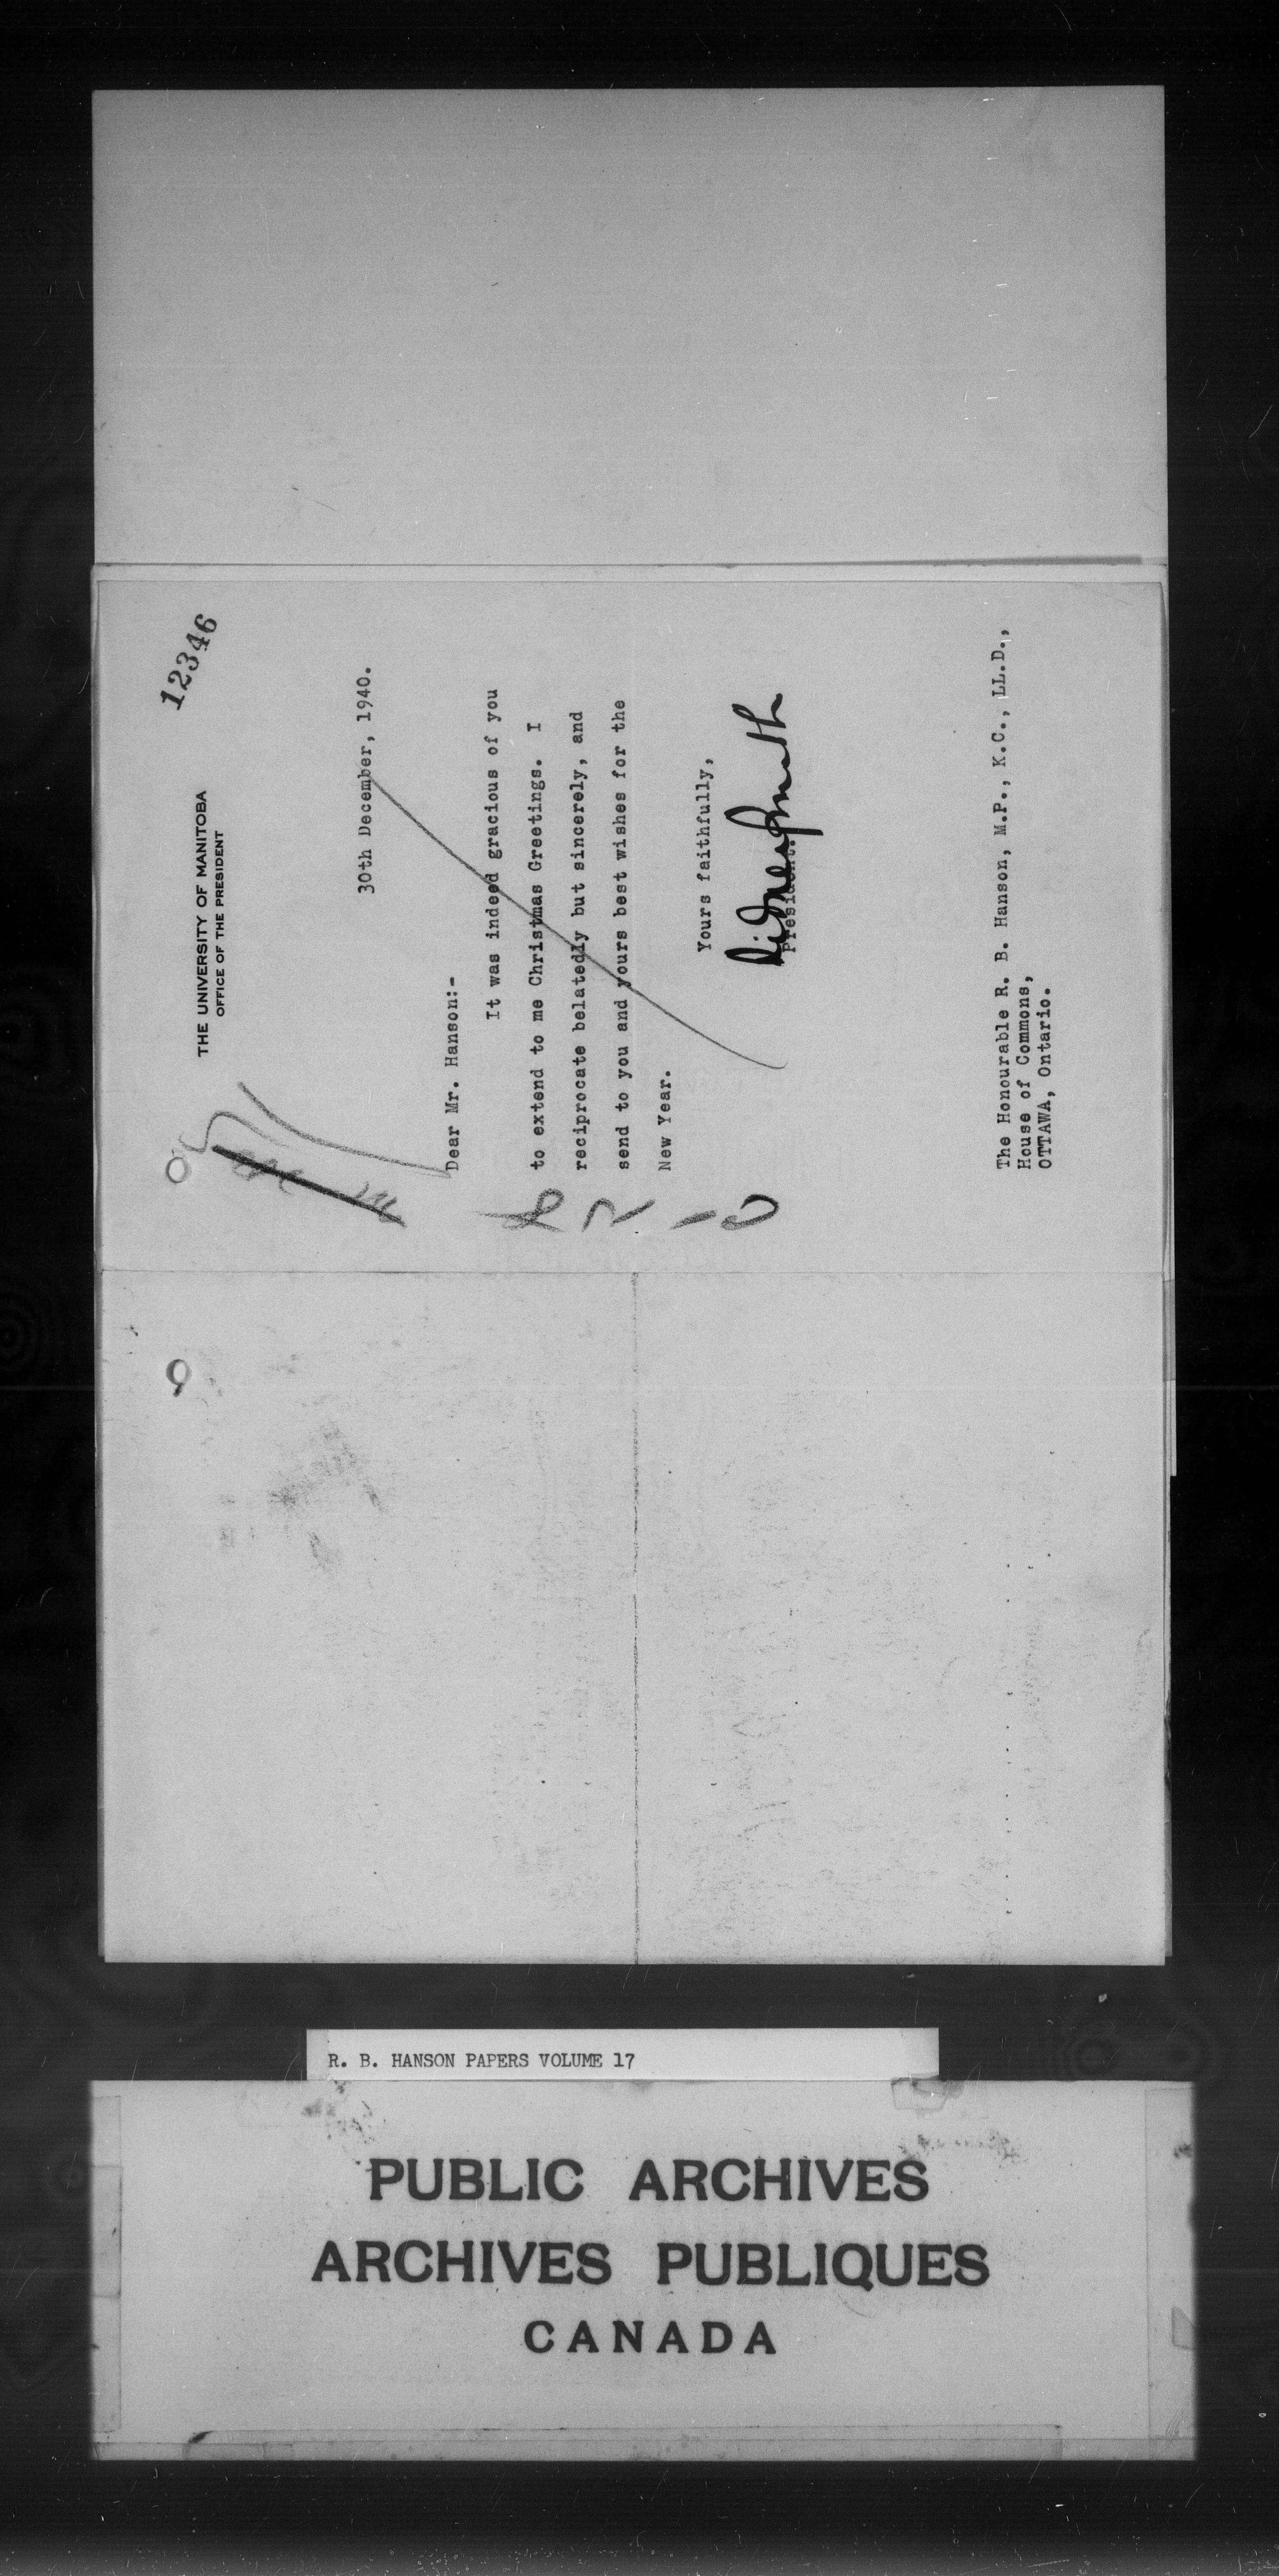 12346
THE UNIVERSITY OF MANITOBA
OFFICE OF THE PRESIDENT
30th December, 1940.
Dear Mr. Hanson:-
It was indeed gracious of you
to extend to me Christmas Greetings. I
reciprocate belatedly but sincerely, and
send to you and yours best wishes for the
New Year.
Yours faithfully,
Sidney Smith
President.
The Honourable R. B. Hanson, M.P., K.C., LL.D.,
House of Commons,
OTTAWA, Ontario.
R. B. HANSON PAPERS VOLUME 17
PUBLIC ARCHIVES
ARCHIVES PUBLIQUES
CANADA